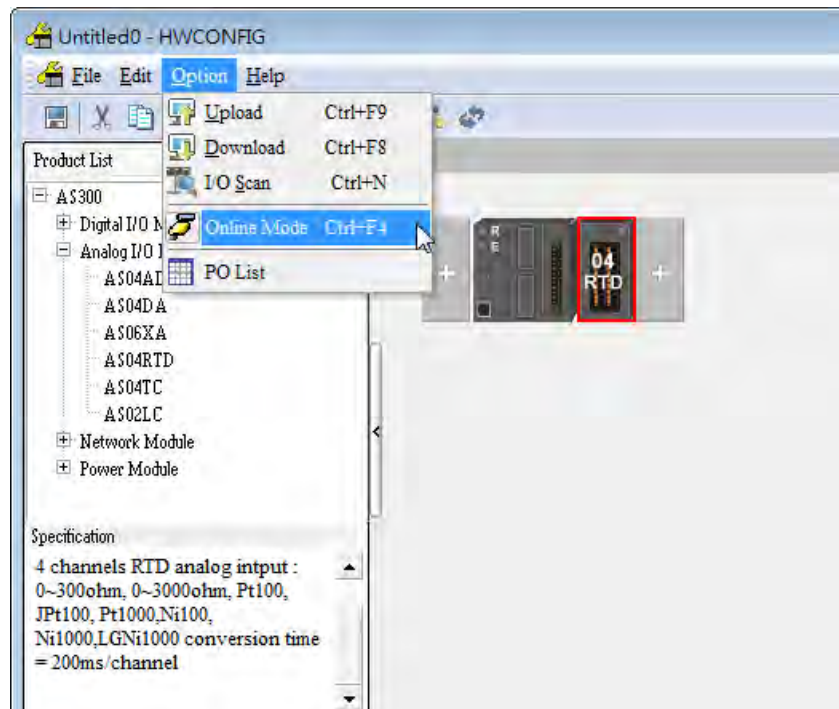 Untitled0 - HWCONFIG
File Edit Option Help
Upload Ctrl+F9
Download Ctrl+F8
I/O Scan Ctrl+N
Online Mode Ctrl+F4
PO List
Product List
AS300
Digital I/O
Analog I/O
AS04AD
AS04DA
AS06XA
AS04RTD
AS04TC
AS02LC
Network Module
Power Module
R
E
04
RTD
Specification
4 channels RTD analog intput :
0~300ohm, 0~3000ohm, Pt100,
JPt100, Pt1000,Ni100,
Ni1000,LGNi1000 conversion time
= 200ms/channel